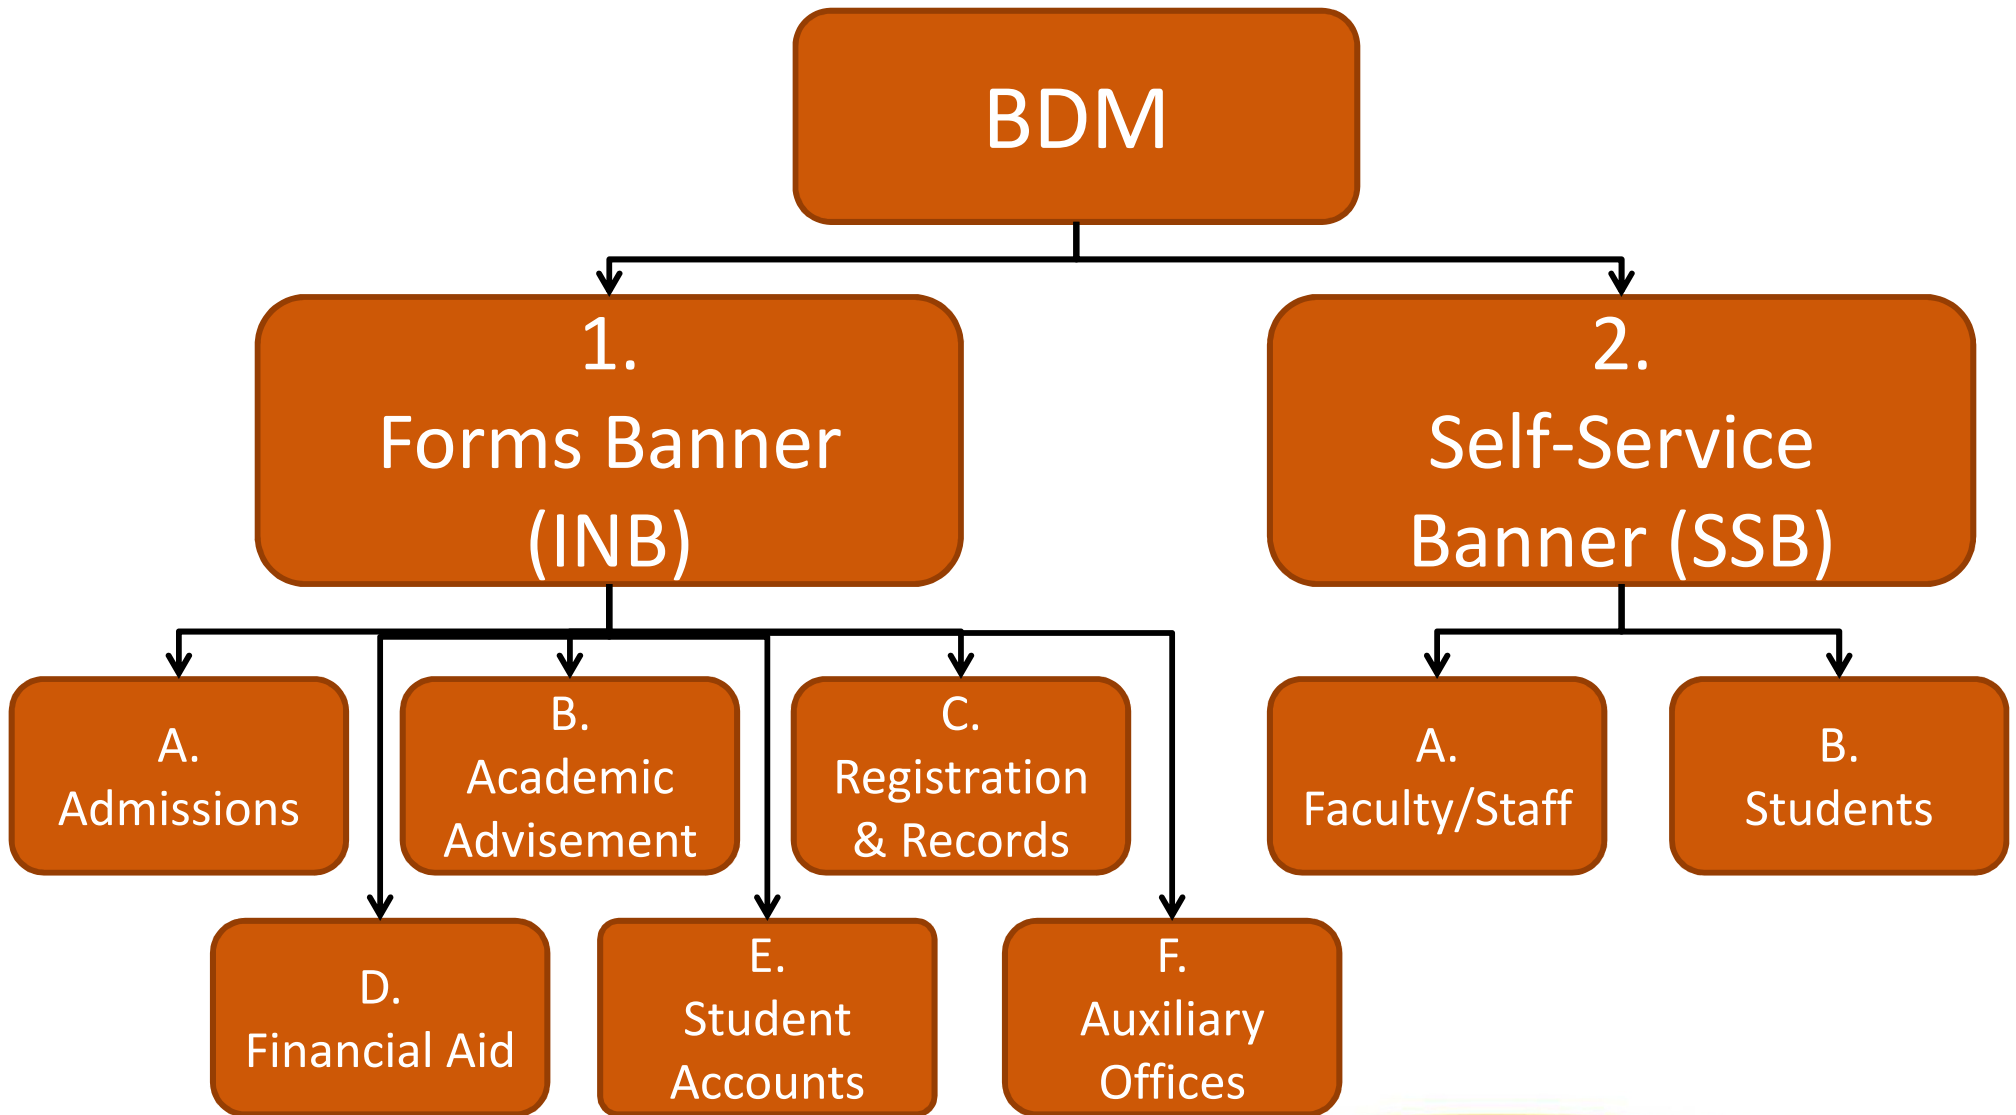 BDM
1.
Forms Banner
(INB)
2.
Self-Service
Banner (SSB)
A.
Admissions
B.
Academic
Advisement
C.
Registration
& Records
A.
Faculty/Staff
B.
Students
D.
Financial Aid
E.
Student
Accounts
F.
Auxiliary
Offices